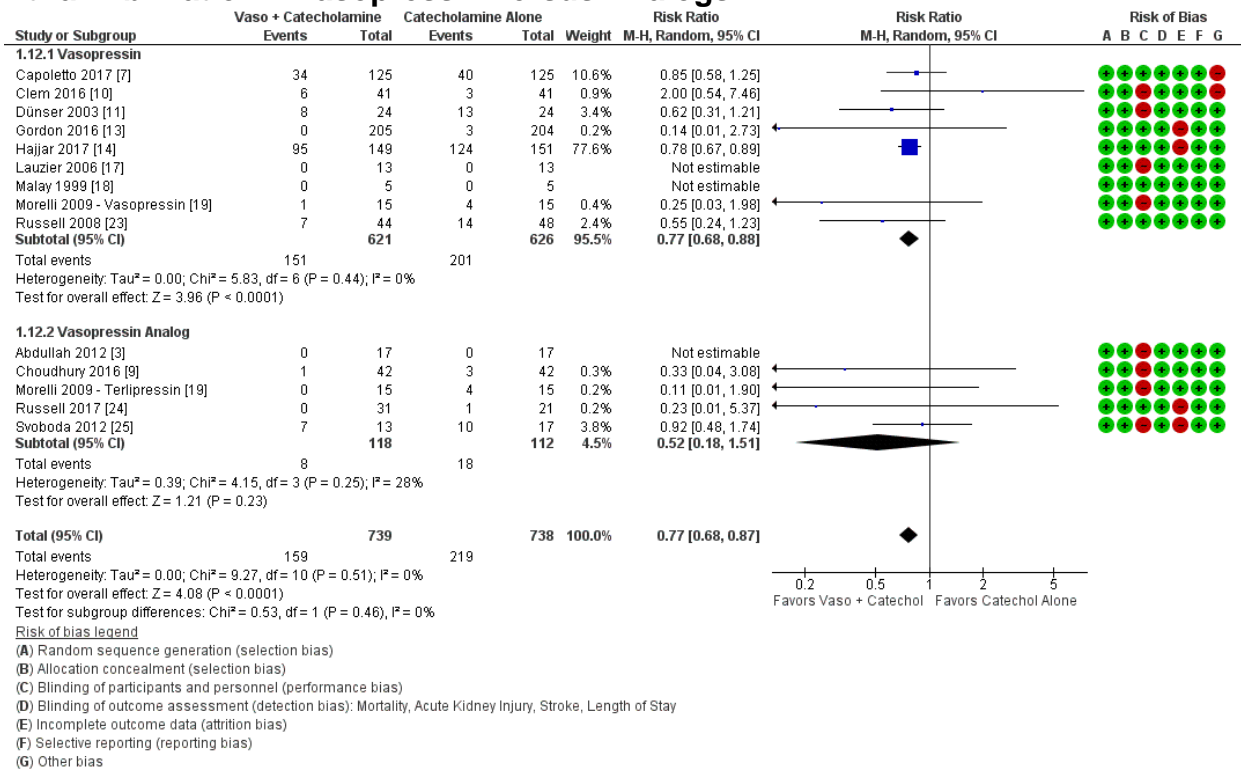 Vaso + Catecholamine Catecholamine Alone Risk Ratio Risk Ratio Risk of Bias
Study or Subgroup Events Total Events Total Weight M-H, Random, 95% CI M-H, Random, 95% CI A B C D E F G
1.12.1 Vasopressin
Capoletto 2017 [7] 34 125 40 125 10.6% 0.85 [0.58, 1.25]
Clem 2016 [10] 6 41 3 41 0.9% 2.00 [0.54, 7.46]
Dünser 2003 [11] 8 24 13 24 3.4% 0.62 [0.31, 1.21]
Gordon 2016 [13] 0 205 3 204 0.2% 0.14 [0.01, 2.73]
Hajjar 2017 [14] 95 149 124 151 77.6% 0.78 [0.67, 0.89]
Lauzier 2006 [17] 0 13 0 13 Not estimable
Malay 1999 [18] 0 5 0 5 Not estimable
Morelli 2009 - Vasopressin [19] 1 15 4 15 0.4% 0.25 [0.03, 1.98]
Russell 2008 [23] 7 44 14 48 2.4% 0.55 [0.24, 1.23]
Subtotal (95% CI) 621 626 95.5% 0.77 [0.68, 0.88]
Total events 151 201
Heterogeneity: Tau² = 0.00; Chi² = 5.83, df = 6 (P = 0.44); I² = 0%
Test for overall effect: Z = 3.96 (P < 0.0001)
1.12.2 Vasopressin Analog
Abdullah 2012 [3] 0 17 0 17 Not estimable
Choudhury 2016 [9] 1 42 3 42 0.3% 0.33 [0.04, 3.08]
Morelli 2009 - Terlipressin [19] 0 15 4 15 0.2% 0.11 [0.01, 1.90]
Russell 2017 [24] 0 31 1 21 0.2% 0.23 [0.01, 5.37]
Svoboda 2012 [25] 7 13 10 17 3.8% 0.92 [0.48, 1.74]
Subtotal (95% CI) 118 112 4.5% 0.52 [0.18, 1.51]
Total events 8 18
Heterogeneity: Tau² = 0.39; Chi² = 4.15, df = 3 (P = 0.25); I² = 28%
Test for overall effect: Z = 1.21 (P = 0.23)
Total (95% CI) 739 738 100.0% 0.77 [0.68, 0.87]
Total events 159 219
Heterogeneity: Tau² = 0.00; Chi² = 9.27, df = 10 (P = 0.51); I² = 0%
Test for overall effect: Z = 4.08 (P < 0.0001)
Test for subgroup differences: Chi² = 0.53, df = 1 (P = 0.46), I² = 0%
0.2 0.5 1 2 5
Favors Vaso + Catechol Favors Catechol Alone
Risk of bias legend
(A) Random sequence generation (selection bias)
(B) Allocation concealment (selection bias)
(C) Blinding of participants and personnel (performance bias)
(D) Blinding of outcome assessment (detection bias): Mortality, Acute Kidney Injury, Stroke, Length of Stay
(E) Incomplete outcome data (attrition bias)
(F) Selective reporting (reporting bias)
(G) Other bias